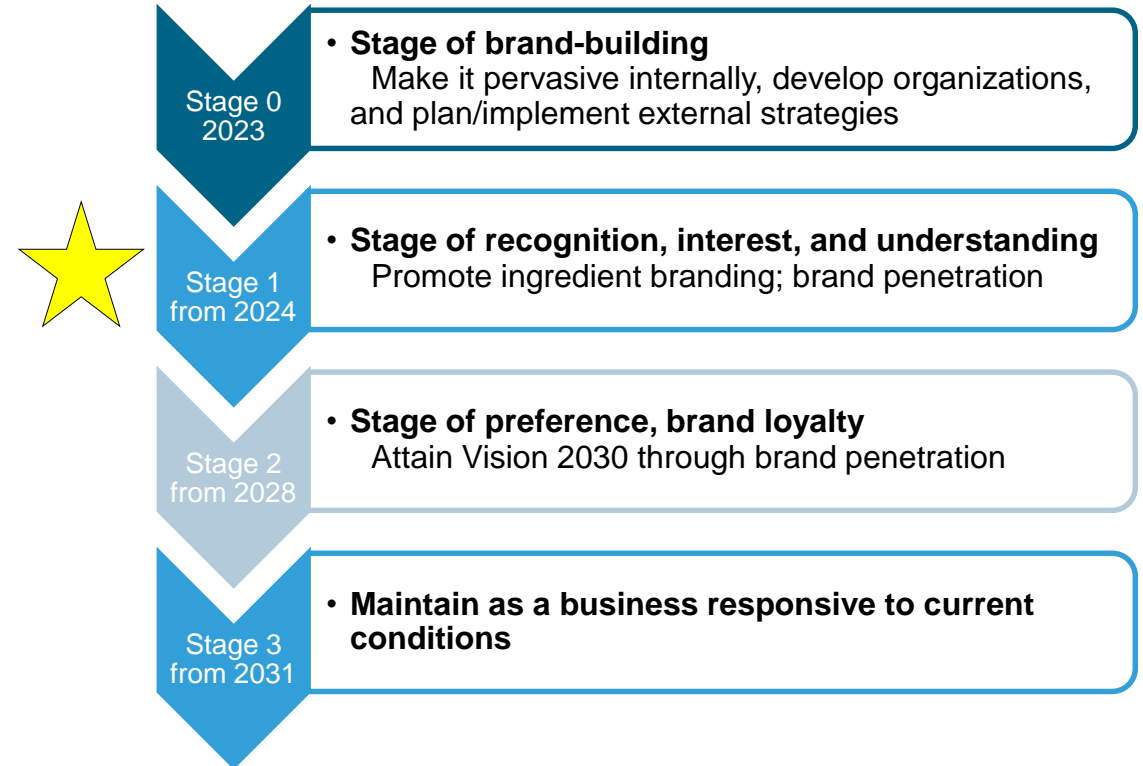 Stage 0
2023
• Stage of brand-building
Make it pervasive internally, develop organizations,
and plan/implement external strategies
Stage 1
from 2024
• Stage of recognition, interest, and understanding
Promote ingredient branding; brand penetration
Stage 2
from 2028
• Stage of preference, brand loyalty
Attain Vision 2030 through brand penetration
Stage 3
from 2031
• Maintain as a business responsive to current
conditions